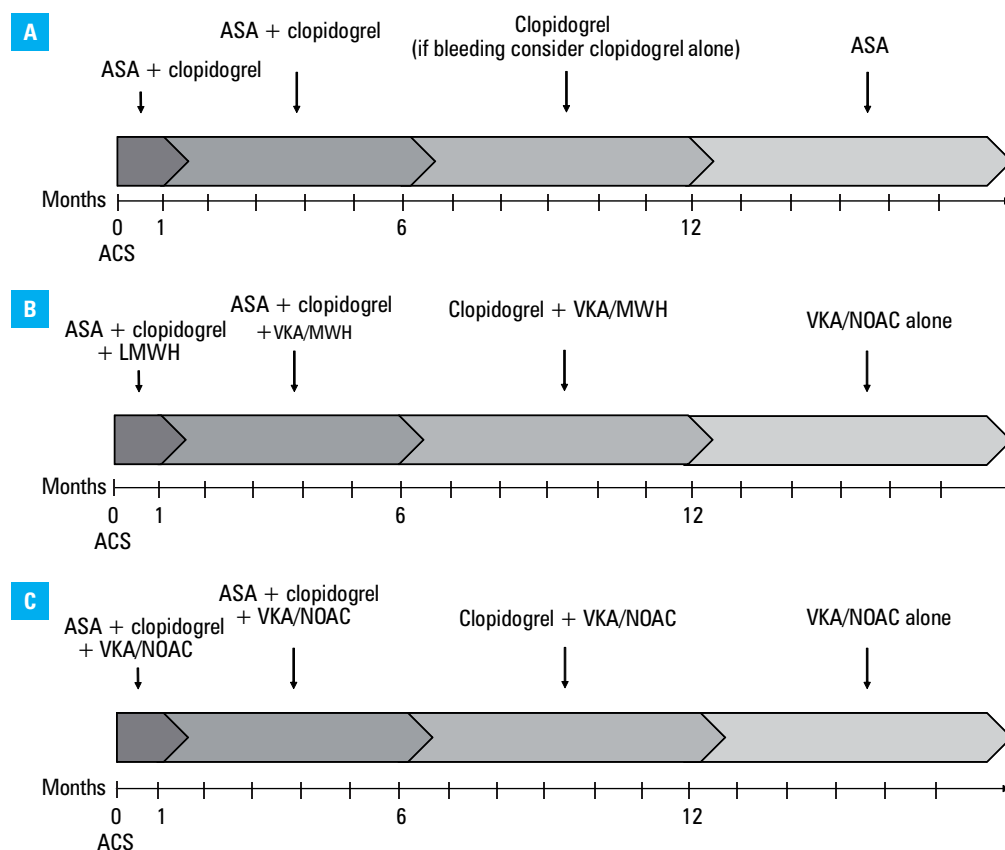 A
ASA + clopidogrel
ASA + clopidogrel
Clopidogrel
(if bleeding consider clopidogrel alone)
ASA
Months
0 1 6 12
ACS
B
ASA + clopidogrel
+ LMWH
ASA + clopidogrel
+VKA/MWH
Clopidogrel + VKA/MWH
VKA/NOAC alone
Months
0 1 6 12
ACS
C
ASA + clopidogrel
+ VKA/NOAC
ASA + clopidogrel
+ VKA/NOAC
Clopidogrel + VKA/NOAC
VKA/NOAC alone
Months
0 1 6 12
ACS